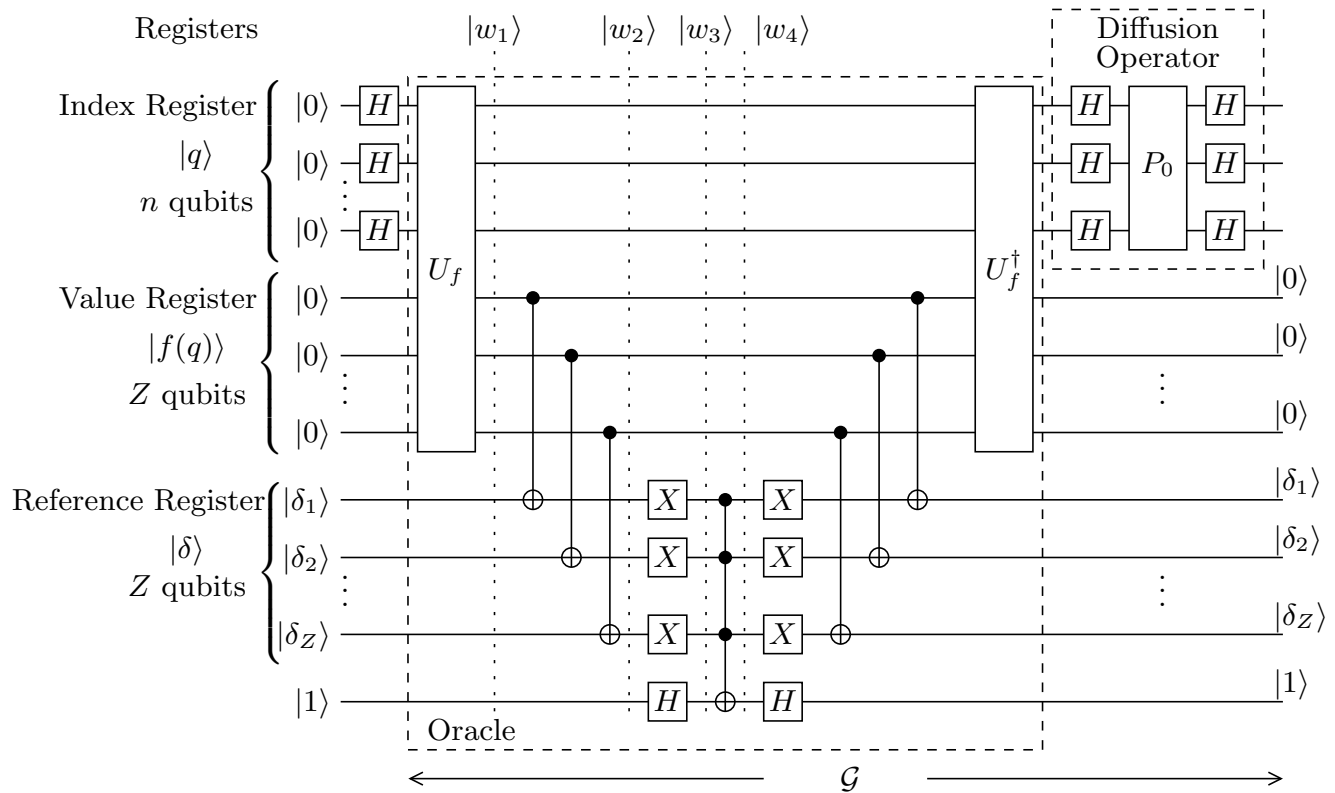 Registers |w₁⟩ |w₂⟩ |w₃⟩ |w₄⟩ Diffusion
Operator
Index Register |0⟩ H H H
|q⟩ |0⟩ H H P₀ H
⋮
n qubits |0⟩ H H H
U_f U_f†
Value Register |0⟩ |0⟩
|f(q)⟩ |0⟩ |0⟩
⋮ ⋮
Z qubits |0⟩ |0⟩
Reference Register |δ₁⟩ X X |δ₁⟩
|δ⟩ |δ₂⟩ X X |δ₂⟩
Z qubits ⋮ ⋮
|δ_Z⟩ X X |δ_Z⟩
|1⟩ H H |1⟩
Oracle
𝒢